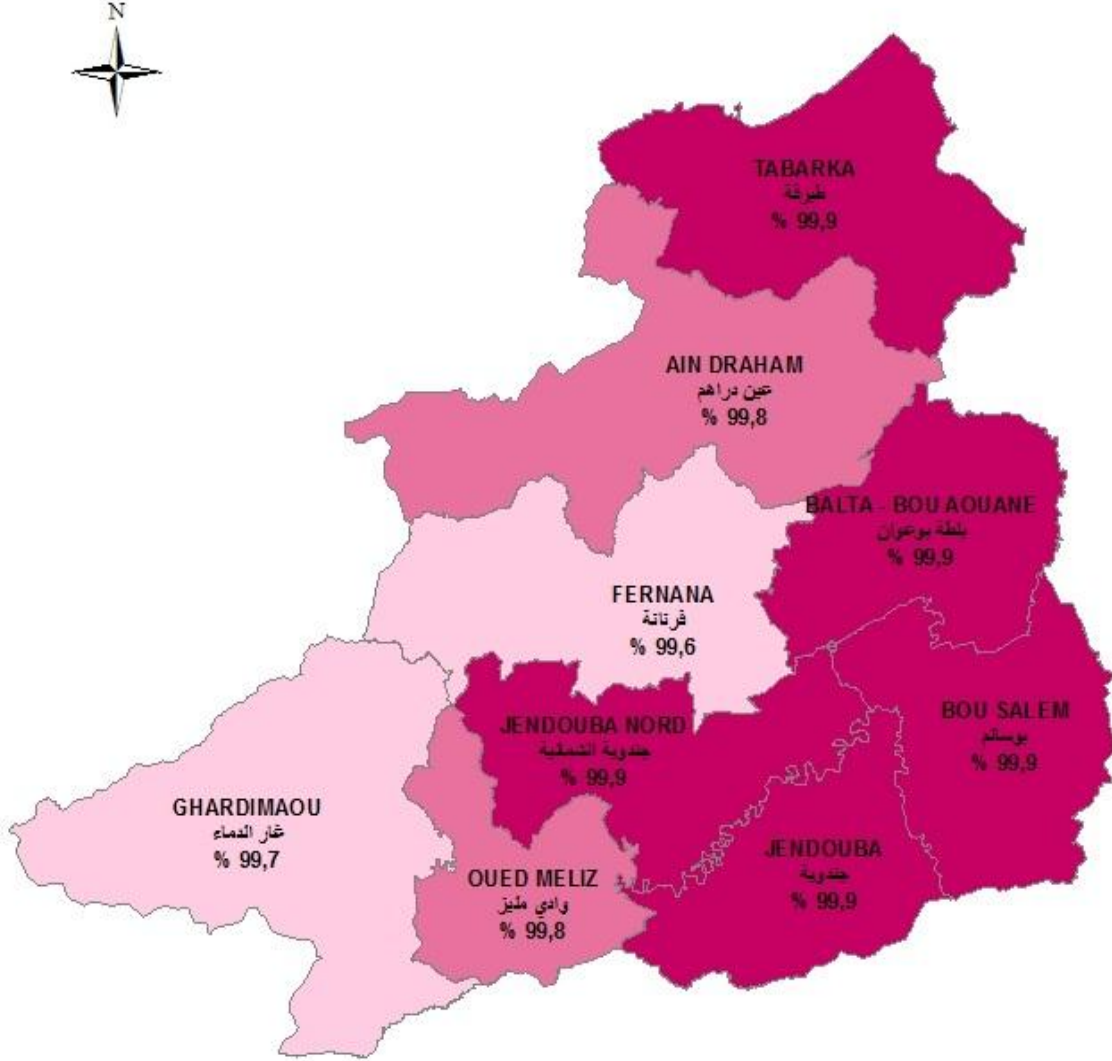 N
TABARKA
طبرقة
% 99,9
AIN DRAHAM
عين دراهم
% 99,8
BALTA - BOU AOUANE
بلطة بوعوان
% 99,9
FERNANA
فرنانة
% 99,6
BOU SALEM
بوسالم
% 99,9
JENDOUBA NORD
جندوبة الشمالية
% 99,9
GHARDIMAOU
غار الدماء
% 99,7
JENDOUBA
جندوبة
% 99,9
OUED MELIZ
وادي مليز
% 99,8